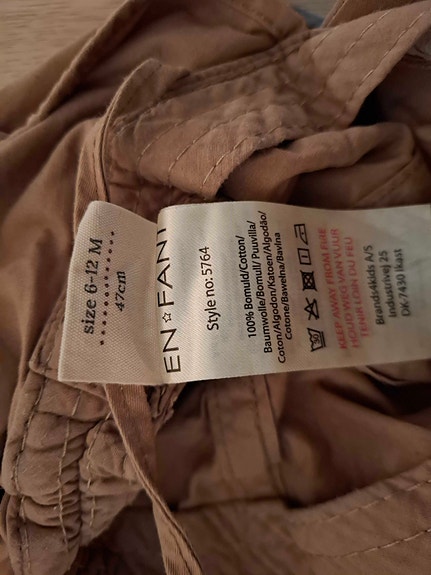 size 6-12 M
47cm
EN☆FANT
Style no: 5764
100% Bomuld/Cotton/
Baumwolle/Bomull/ Puuvilla/
Coton/Algodon/Katoen/Algodão/
Cotone/Bawełna/Bavlna
KEEP AWAY FROM FIRE
HOUD WEG VAN VUUR
TENIR LOIN DU FEU
Brands4kids A/S
Industrivej 25
DK-7430 Ikast